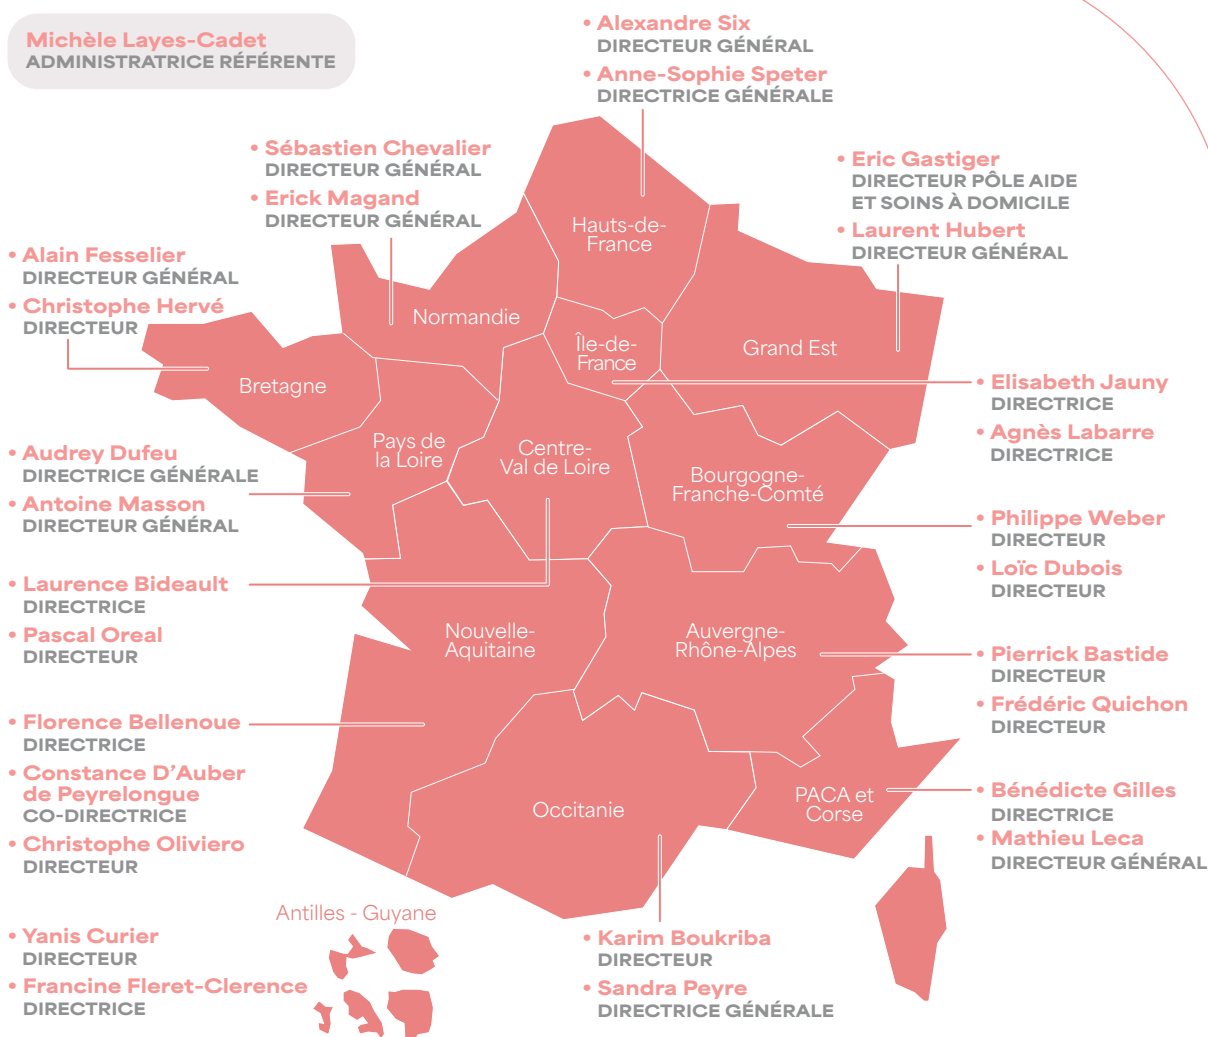 Michèle Layes-Cadet
ADMINISTRATRICE RÉFÉRENTE
• Alexandre Six
DIRECTEUR GÉNÉRAL
• Anne-Sophie Speter
DIRECTRICE GÉNÉRALE
• Sébastien Chevalier
DIRECTEUR GÉNÉRAL
• Erick Magand
DIRECTEUR GÉNÉRAL
• Eric Gastiger
DIRECTEUR PÔLE AIDE
ET SOINS À DOMICILE
• Laurent Hubert
DIRECTEUR GÉNÉRAL
• Alain Fesselier
DIRECTEUR GÉNÉRAL
• Christophe Hervé
DIRECTEUR
Hauts-de-
France
Normandie
Île-de-
France
Grand Est
Bretagne
• Elisabeth Jauny
DIRECTRICE
• Agnès Labarre
DIRECTRICE
• Audrey Dufeu
DIRECTRICE GÉNÉRALE
• Antoine Masson
DIRECTEUR GÉNÉRAL
Pays de
la Loire
Centre-
Val de Loire
Bourgogne-
Franche-Comté
• Philippe Weber
DIRECTEUR
• Loïc Dubois
DIRECTEUR
• Laurence Bideault
DIRECTRICE
• Pascal Oreal
DIRECTEUR
Nouvelle-
Aquitaine
Auvergne-
Rhône-Alpes
• Pierrick Bastide
DIRECTEUR
• Frédéric Quichon
DIRECTEUR
• Florence Bellenoue
DIRECTRICE
• Constance D'Auber
de Peyrelongue
CO-DIRECTRICE
• Christophe Oliviero
DIRECTEUR
Occitanie
PACA et
Corse
• Bénédicte Gilles
DIRECTRICE
• Mathieu Leca
DIRECTEUR GÉNÉRAL
Antilles - Guyane
• Yanis Curier
DIRECTEUR
• Francine Fleret-Clerence
DIRECTRICE
• Karim Boukriba
DIRECTEUR
• Sandra Peyre
DIRECTRICE GÉNÉRALE